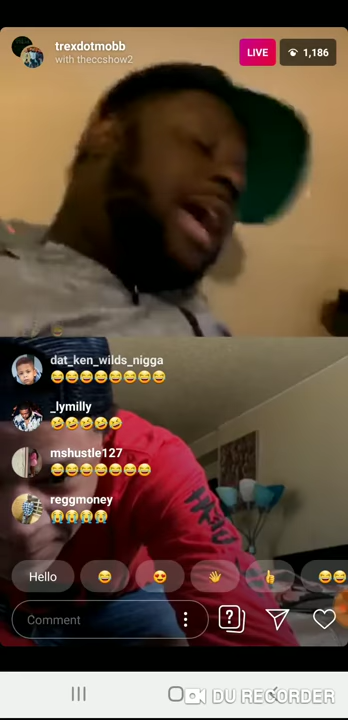 trexdotmobb
with theccshow2
LIVE
1,186
dat_ken_wilds_nigga
😂😂😂😂😂😂😂😂
_lymilly
🤣🤣🤣🤣🤣
mshustle127
😂😂😂😂😂😂😂
reggmoney
😭😭😭😭
Hello 😂 😍 👋 👍 😂😂
Comment
?
DU RECORDER